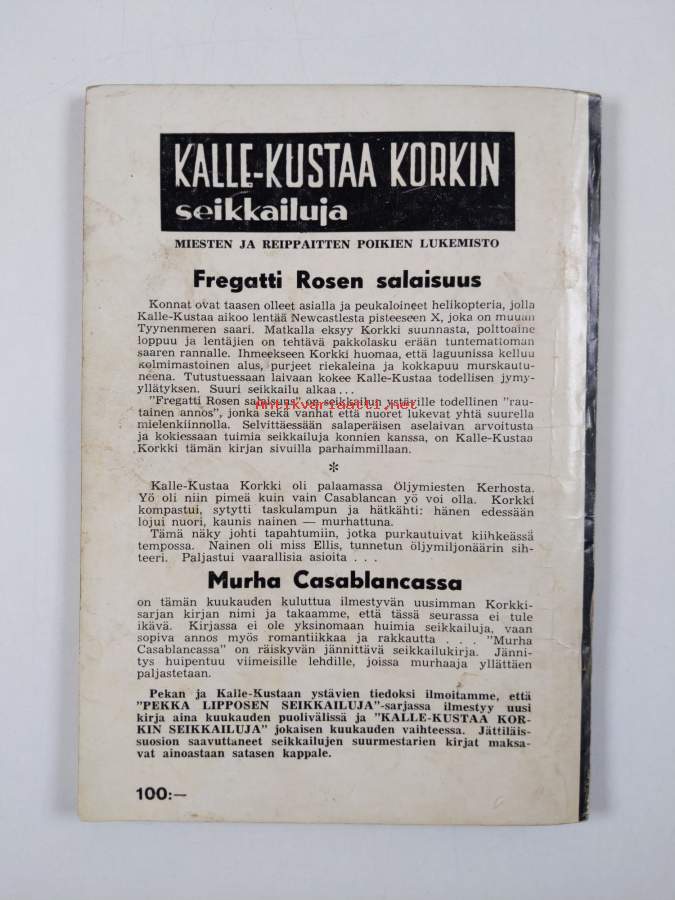 KALLE-KUSTAA KORKIN
seikkailuja
MIESTEN JA REIPPAITTEN POIKIEN LUKEMISTO
Fregatti Rosen salaisuus
Konnat ovat taasen olleet asialla ja peukaloineet helikopteria, jolla
Kalle-Kustaa aikoo lentää Newcastlesta pisteeseen X, joka on muuan
Tyynenmeren saari. Matkalla eksyy Korkki suunnasta, polttoaine
loppuu ja lentäjien on tehtävä pakkolasku erään tuntemattoman
saaren rannalle. Ihmeekseen Korkki huomaa, että laguunissa kelluu
kolmimastoinen alus, purjeet riekaleina ja kokkapuu murskautu-
neena. Tutustuessaan laivaan kokee Kalle-Kustaa todellisen jymy-
yllätyksen. Suuri seikkailu alkaa...
"Fregatti Rosen salaisuus" on seikkailun ystäville todellinen "rau-
Antikvariaatti.net
tainen annos", jonka sekä vanhat että nuoret lukevat yhtä suurella
mielenkiinnolla. Selvittäessään salaperäisen aselaivan arvoitusta
ja kokiessaan tuimia seikkailuja konnien kanssa, on Kalle-Kustaa
Korkki tämän kirjan sivuilla parhaimmillaan.
*
Kalle-Kustaa Korkki oli palaamassa Öljymiesten Kerhosta.
Yö oli niin pimeä kuin vain Casablancan yö voi olla. Korkki
kompastui, sytytti taskulampun ja hätkähti: hänen edessään
lojui nuori, kaunis nainen — murhattuna.
Tämä näky johti tapahtumiin, jotka purkautuivat kiihkeässä
tempossa. Nainen oli miss Ellis, tunnetun öljymiljonäärin sih-
teeri. Paljastui vaarallisia asioita . . .
Murha Casablancassa
on tämän kuukauden kuluttua ilmestyvän uusimman Korkki-
sarjan kirjan nimi ja takaamme, että tässä seurassa ei tule
ikävä. Kirjassa ei ole yksinomaan huimia seikkailuja, vaan
sopiva annos myös romantiikkaa ja rakkautta . . . "Murha
Casablancassa" on räiskyvän jännittävä seikkailukirja. Jänni-
tys huipentuu viimeisille lehdille, joissa murhaaja yllättäen
paljastetaan.
Pekan ja Kalle-Kustaan ystävien tiedoksi ilmoitamme, että
"PEKKA LIPPOSEN SEIKKAILUJA"-sarjassa ilmestyy uusi
kirja aina kuukauden puolivälissä ja "KALLE-KUSTAA KOR-
KIN SEIKKAILUJA" jokaisen kuukauden vaihteessa. Jättiläis-
suosion saavuttaneet seikkailujen suurmestarien kirjat maksa-
vat ainoastaan satasen kappale.
100:—